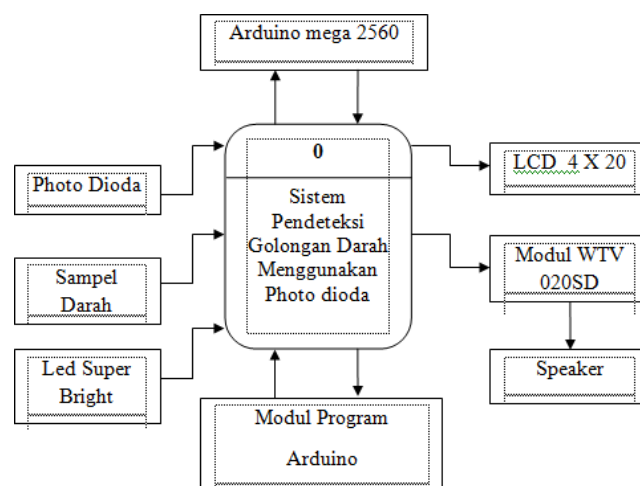 Arduino mega 2560
0
Sistem
Pendeteksi
Golongan Darah
Menggunakan
Photo dioda
Photo Dioda
Sampel
Darah
Led Super
Bright
LCD 4 X 20
Modul WTV
020SD
Speaker
Modul Program
Arduino